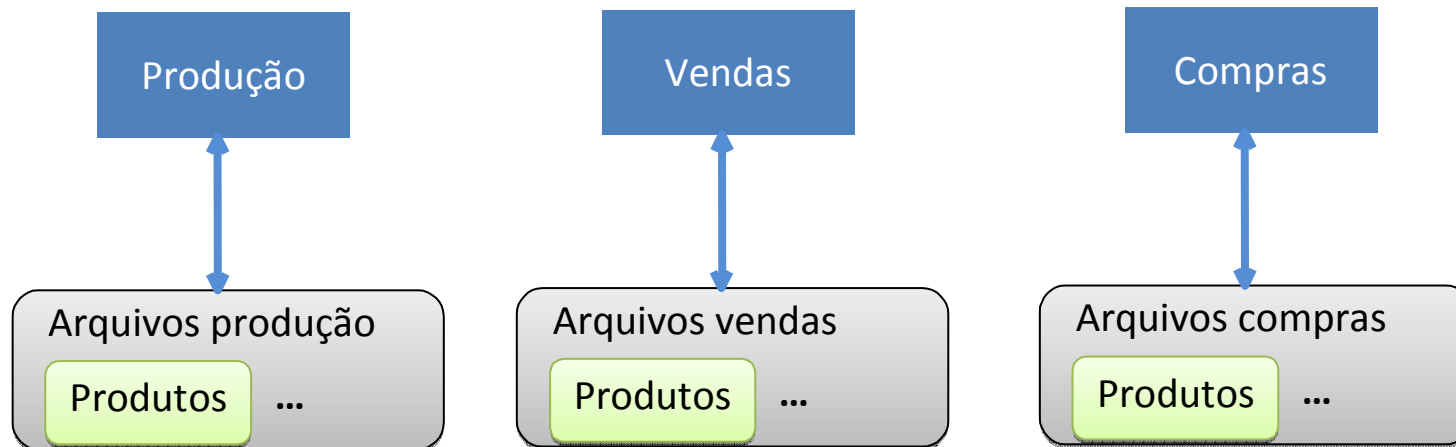 Produção
Vendas
Compras
Arquivos produção
Produtos ...
Arquivos vendas
Produtos ...
Arquivos compras
Produtos ...